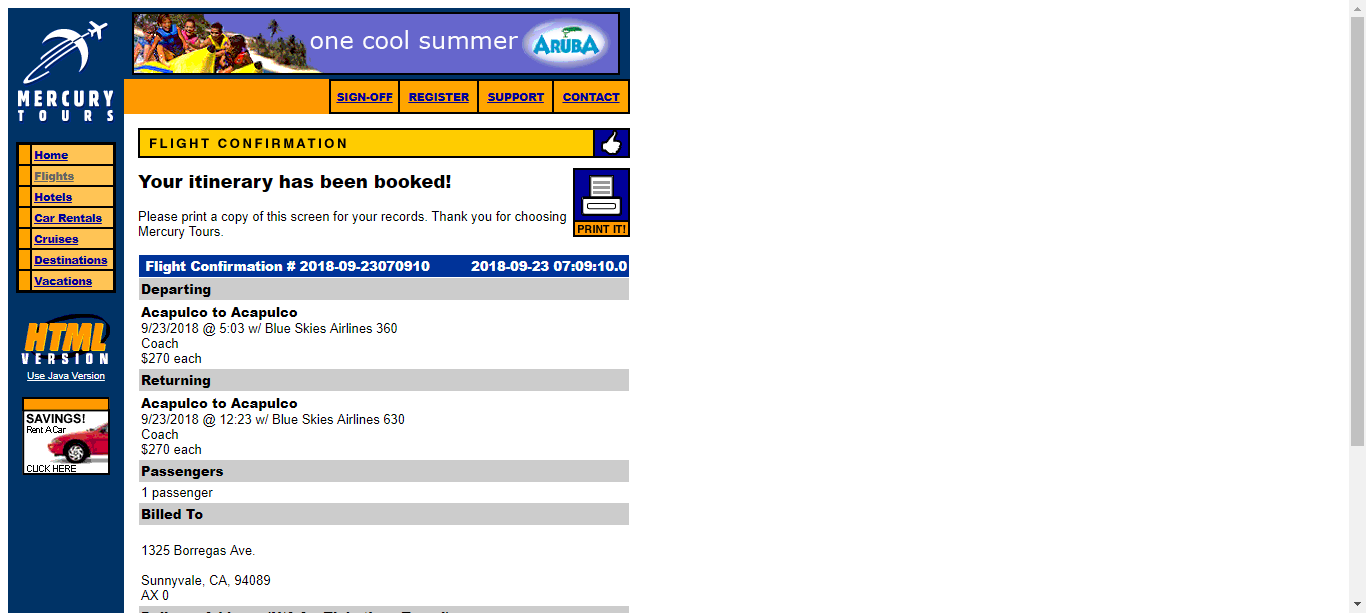 one cool summer ARUBA
MERCURY
TOURS
SIGN-OFF REGISTER SUPPORT CONTACT
Home
Flights
Hotels
Car Rentals
Cruises
Destinations
Vacations
HTML
VERSION
Use Java Version
SAVINGS!
Rent A Car
CLICK HERE
FLIGHT CONFIRMATION
Your itinerary has been booked!
Please print a copy of this screen for your records. Thank you for choosing
Mercury Tours.
PRINT IT!
Flight Confirmation # 2018-09-23070910 2018-09-23 07:09:10.0
Departing
Acapulco to Acapulco
9/23/2018 @ 5:03 w/ Blue Skies Airlines 360
Coach
$270 each
Returning
Acapulco to Acapulco
9/23/2018 @ 12:23 w/ Blue Skies Airlines 630
Coach
$270 each
Passengers
1 passenger
Billed To
1325 Borregas Ave.
Sunnyvale, CA, 94089
AX 0